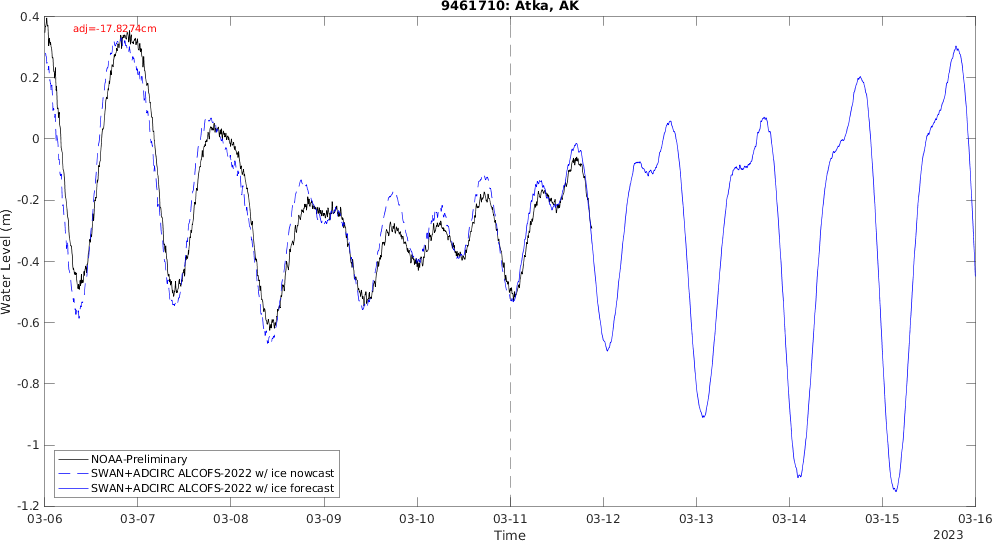 9461710: Atka, AK
adj=-17.8274cm
0.4
0.2
0
-0.2
-0.4
-0.6
-0.8
-1
-1.2
Water Level (m)
NOAA-Preliminary
SWAN+ADCIRC ALCOFS-2022 w/ ice nowcast
SWAN+ADCIRC ALCOFS-2022 w/ ice forecast
03-06 03-07 03-08 03-09 03-10 03-11 03-12 03-13 03-14 03-15 03-16
Time
2023